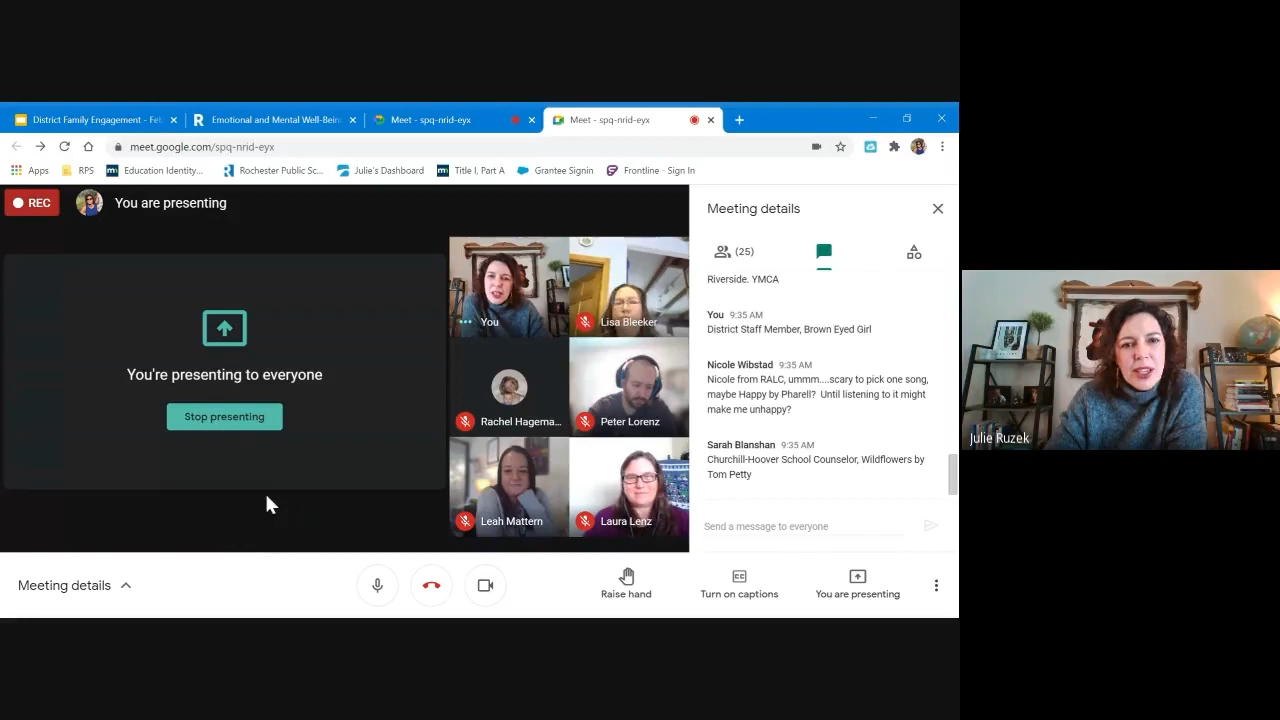 District Family Engagement - Feb
Emotional and Mental Well-Bein
Meet - spq-nrid-eyx
Meet - spq-nrid-eyx
meet.google.com/spq-nrid-eyx
Apps
RPS
Education Identity...
Rochester Public Sc...
Julie's Dashboard
Title I, Part A
Grantee Signin
Frontline - Sign In
REC
You are presenting
Meeting details
(25)
Riverside. YMCA
You 9:35 AM
District Staff Member, Brown Eyed Girl
Nicole Wibstad 9:35 AM
Nicole from RALC, ummm....scary to pick one song,
maybe Happy by Pharell? Until listening to it might
make me unhappy?
Sarah Blanshan 9:35 AM
Churchill-Hoover School Counselor, Wildflowers by
Tom Petty
Send a message to everyone
You're presenting to everyone
Stop presenting
You
Lisa Bleeker
Rachel Hagema...
Peter Lorenz
Leah Mattern
Laura Lenz
Julie Ruzek
Meeting details
Raise hand
Turn on captions
You are presenting